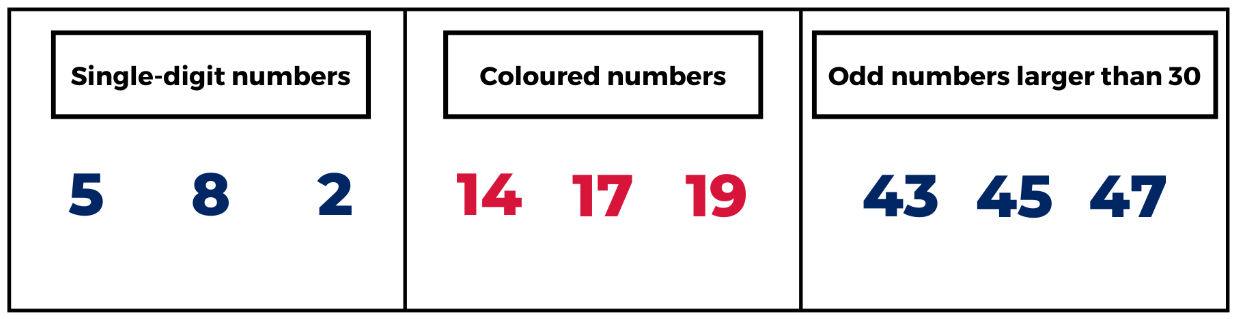 Single-digit numbers
5 8 2
Coloured numbers
14 17 19
Odd numbers larger than 30
43 45 47